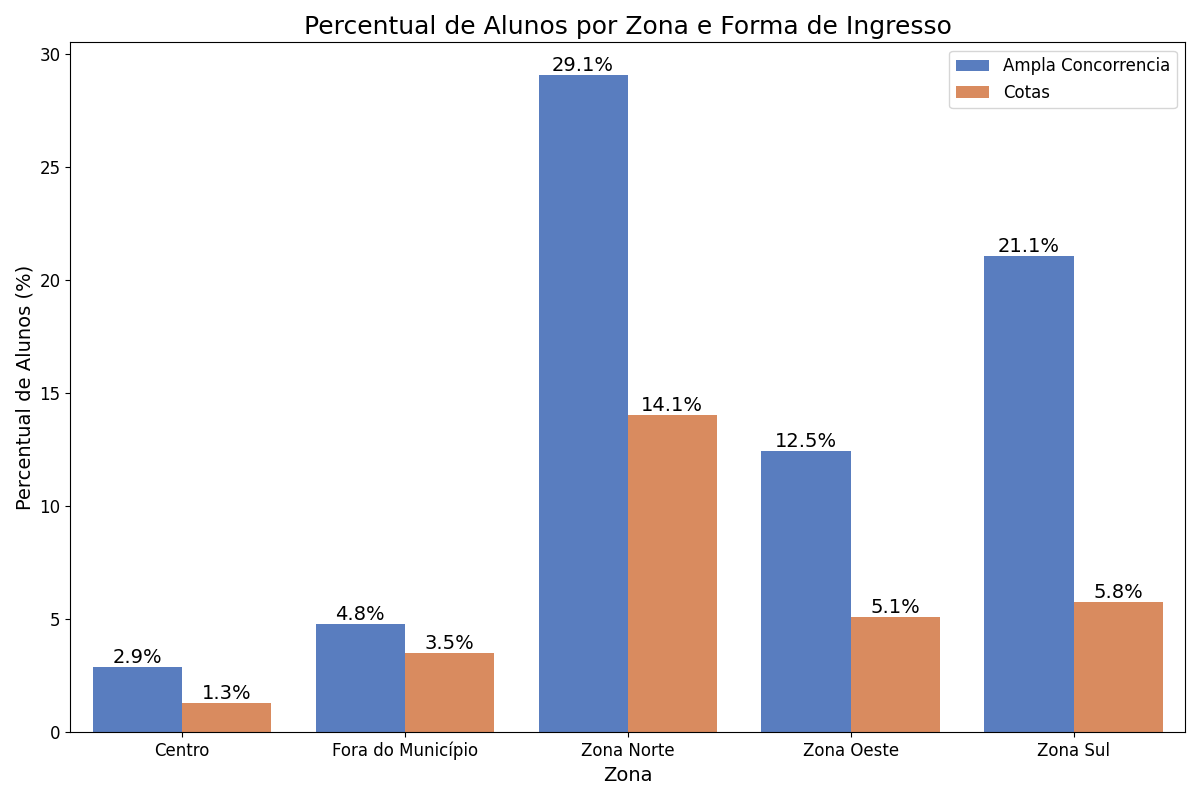 Percentual de Alunos por Zona e Forma de Ingresso
Ampla Concorrencia
Cotas
Percentual de Alunos (%)
30
25
20
15
10
5
0
2.9%
1.3%
4.8%
3.5%
29.1%
14.1%
12.5%
5.1%
21.1%
5.8%
Centro
Fora do Município
Zona Norte
Zona Oeste
Zona Sul
Zona